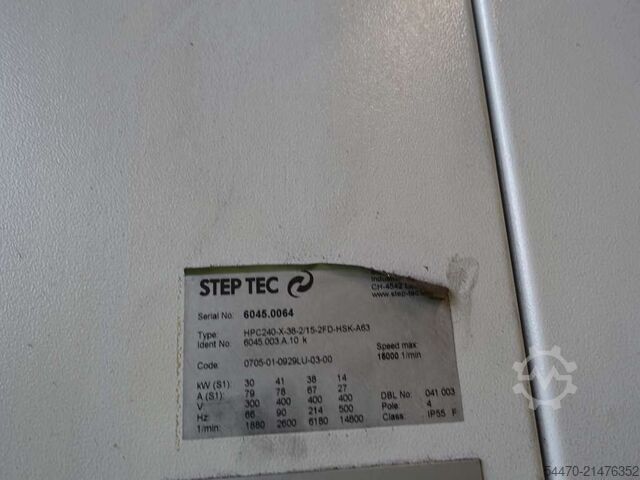 STEP TEC
CH-4542
www.step-tec
Serial No: 6045.0064
Type: HPC240-X-38-2/15-2FD-HSK-A63
Ident No: 6045.003.A.10 k
Speed max:
Code: 0705-01-0929LU-03-00 16000 1/min
kW (S1): 30 41 38 14
A (S1): 79 78 67 27 DBL No: 041 003
V: 300 400 400 400 Pole: 4
Hz: 66 90 214 500 Class: IP55 F
1/min: 1880 2600 6180 14800
54470-21476352